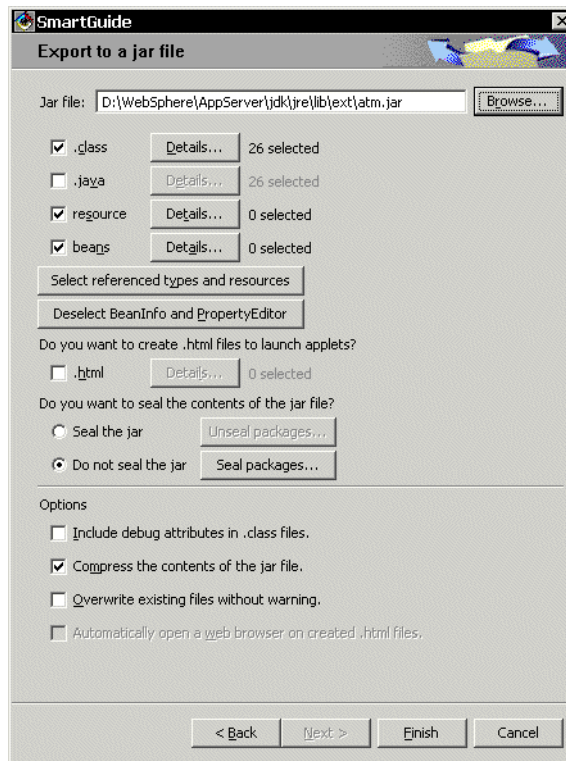 SmartGuide
Export to a jar file
Jar file: D:\WebSphere\AppServer\jdk\jre\lib\ext\atm.jar Browse...
.class Details... 26 selected
.java Details... 26 selected
resource Details... 0 selected
beans Details... 0 selected
Select referenced types and resources
Deselect BeanInfo and PropertyEditor
Do you want to create .html files to launch applets?
.html Details... 0 selected
Do you want to seal the contents of the jar file?
Seal the jar Unseal packages...
Do not seal the jar Seal packages...
Options
Include debug attributes in .class files.
Compress the contents of the jar file.
Overwrite existing files without warning.
Automatically open a web browser on created .html files.
< Back Next > Finish Cancel